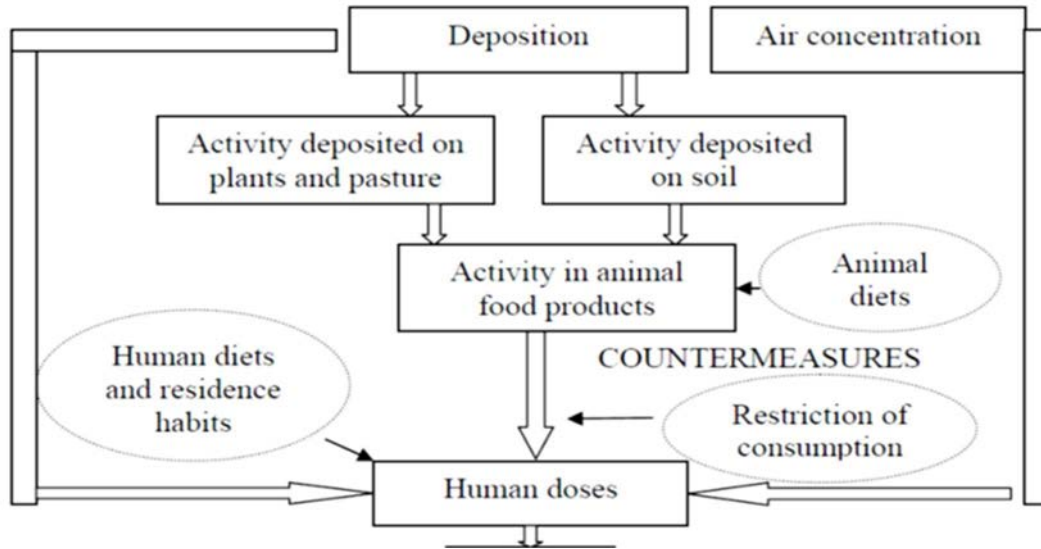 Deposition
Air concentration
Activity deposited on
plants and pasture
Activity deposited
on soil
Activity in animal
food products
Animal
diets
COUNTERMEASURES
Human diets
and residence
habits
Restriction of
consumption
Human doses